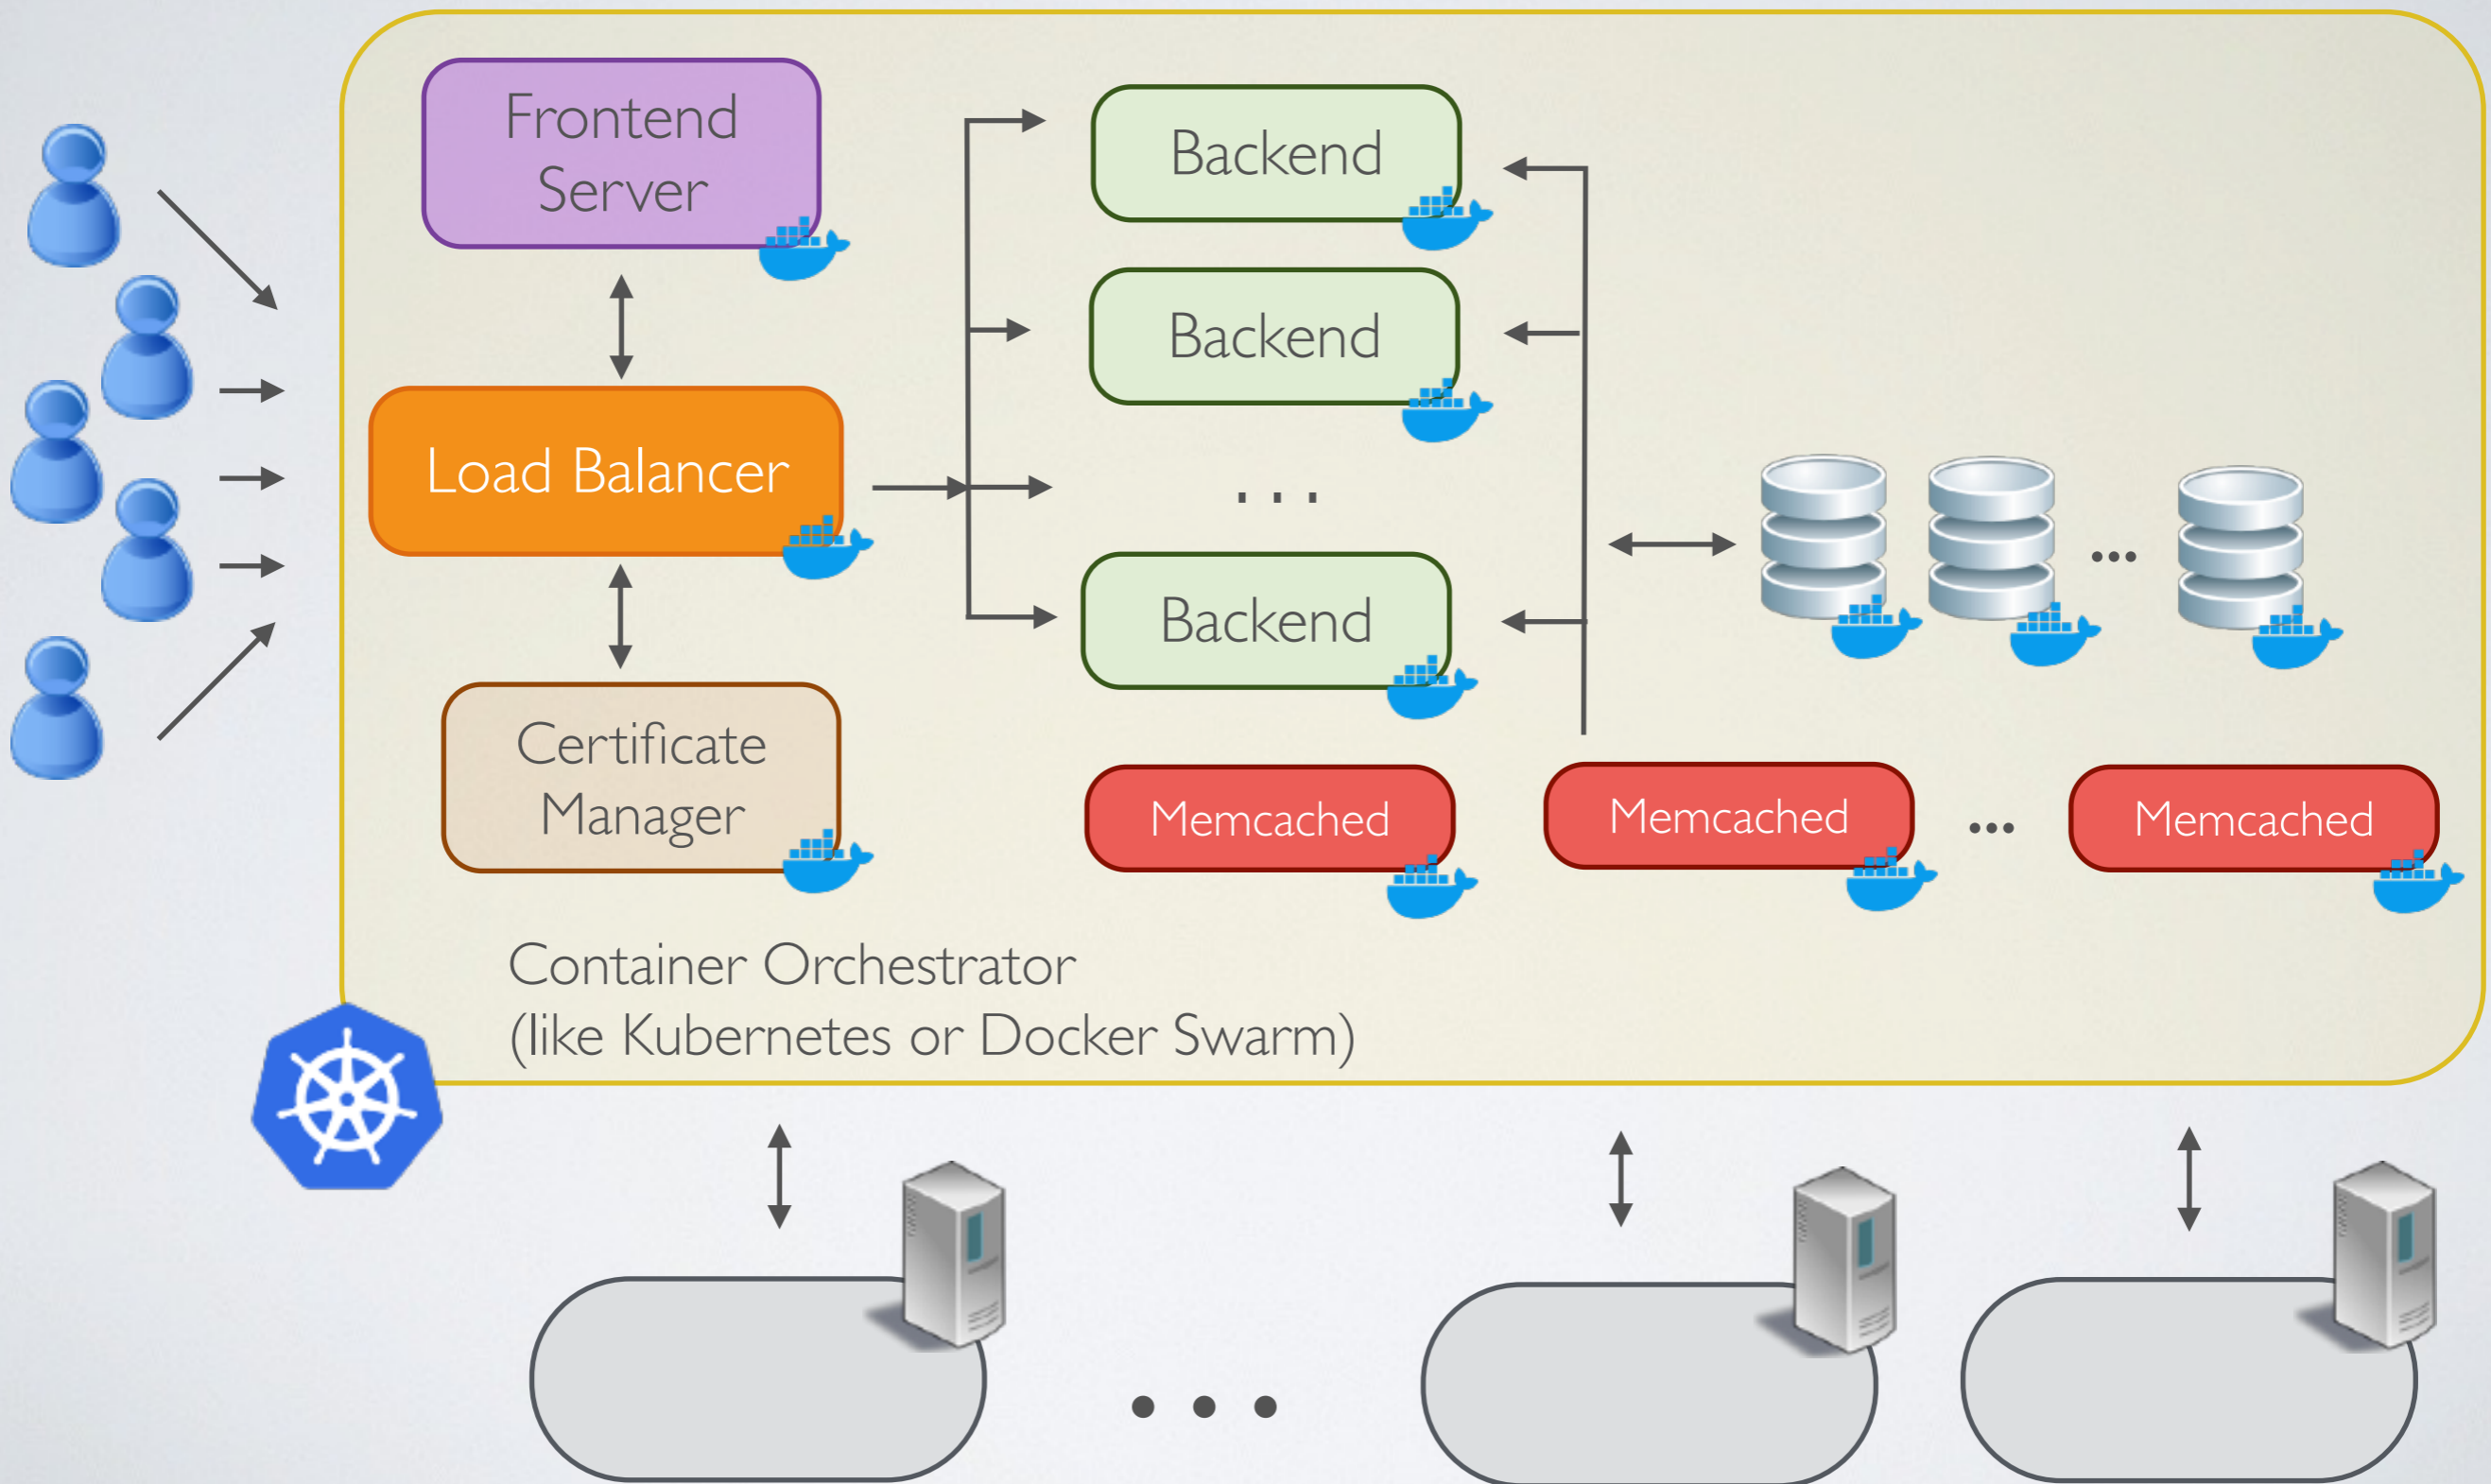 Frontend
Server
Load Balancer
Certificate
Manager
Backend
Backend
. . .
Backend
...
Memcached
Memcached
...
Memcached
Container Orchestrator
(like Kubernetes or Docker Swarm)
...